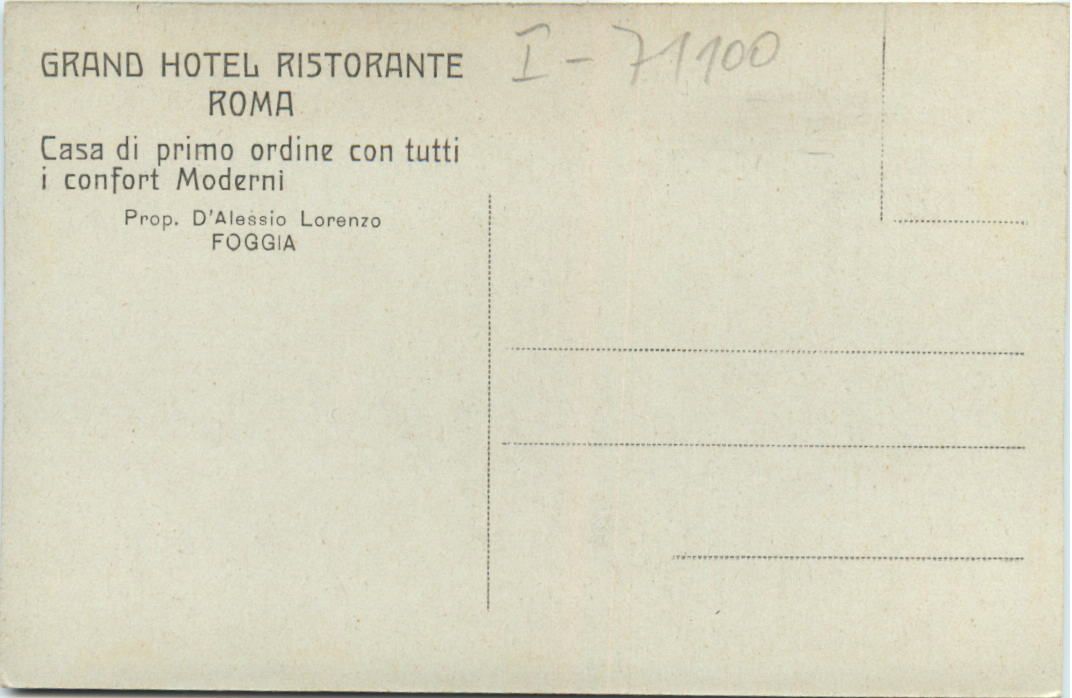 GRAND HOTEL RISTORANTE
ROMA
Casa di primo ordine con tutti
i confort Moderni
Prop. D'Alessio Lorenzo
FOGGIA
I - 71100